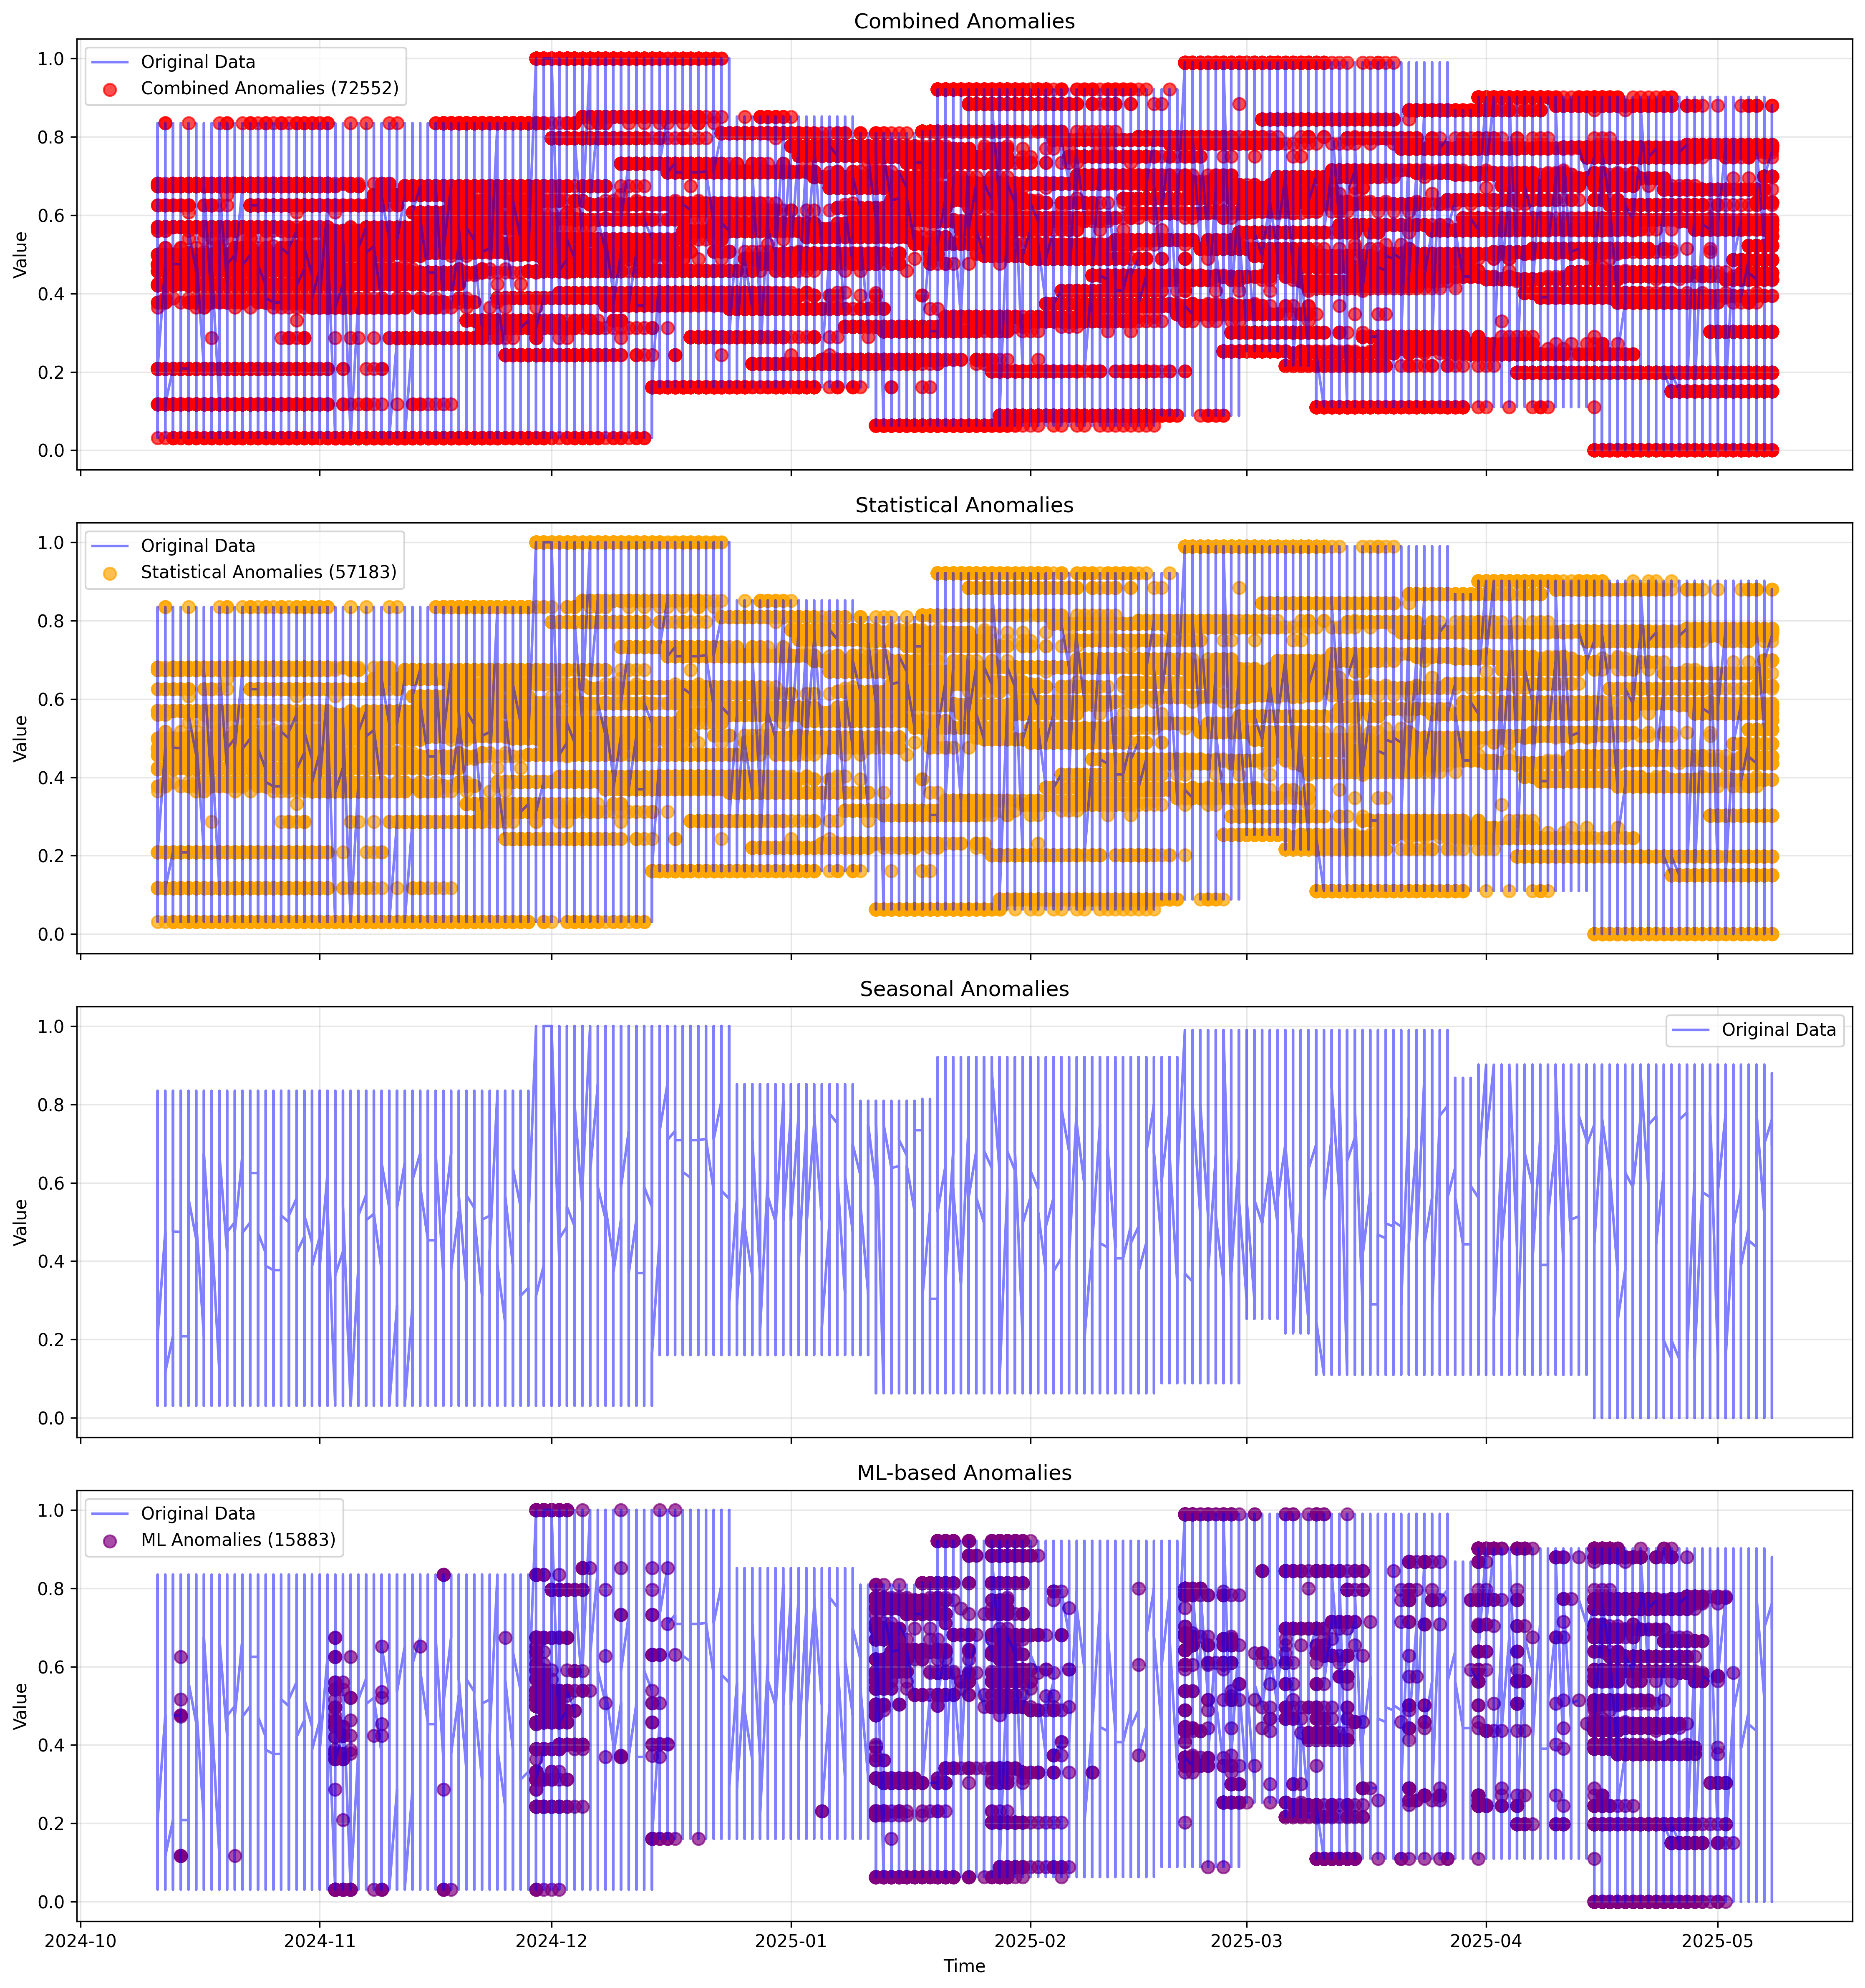 Combined Anomalies
1.0
0.8
0.6
0.4
0.2
0.0
Value
Original Data
Combined Anomalies (72552)
Statistical Anomalies
1.0
0.8
0.6
0.4
0.2
0.0
Value
Original Data
Statistical Anomalies (57183)
Seasonal Anomalies
1.0
0.8
0.6
0.4
0.2
0.0
Value
Original Data
ML-based Anomalies
1.0
0.8
0.6
0.4
0.2
0.0
Value
Original Data
ML Anomalies (15883)
2024-10 2024-11 2024-12 2025-01 2025-02 2025-03 2025-04 2025-05
Time